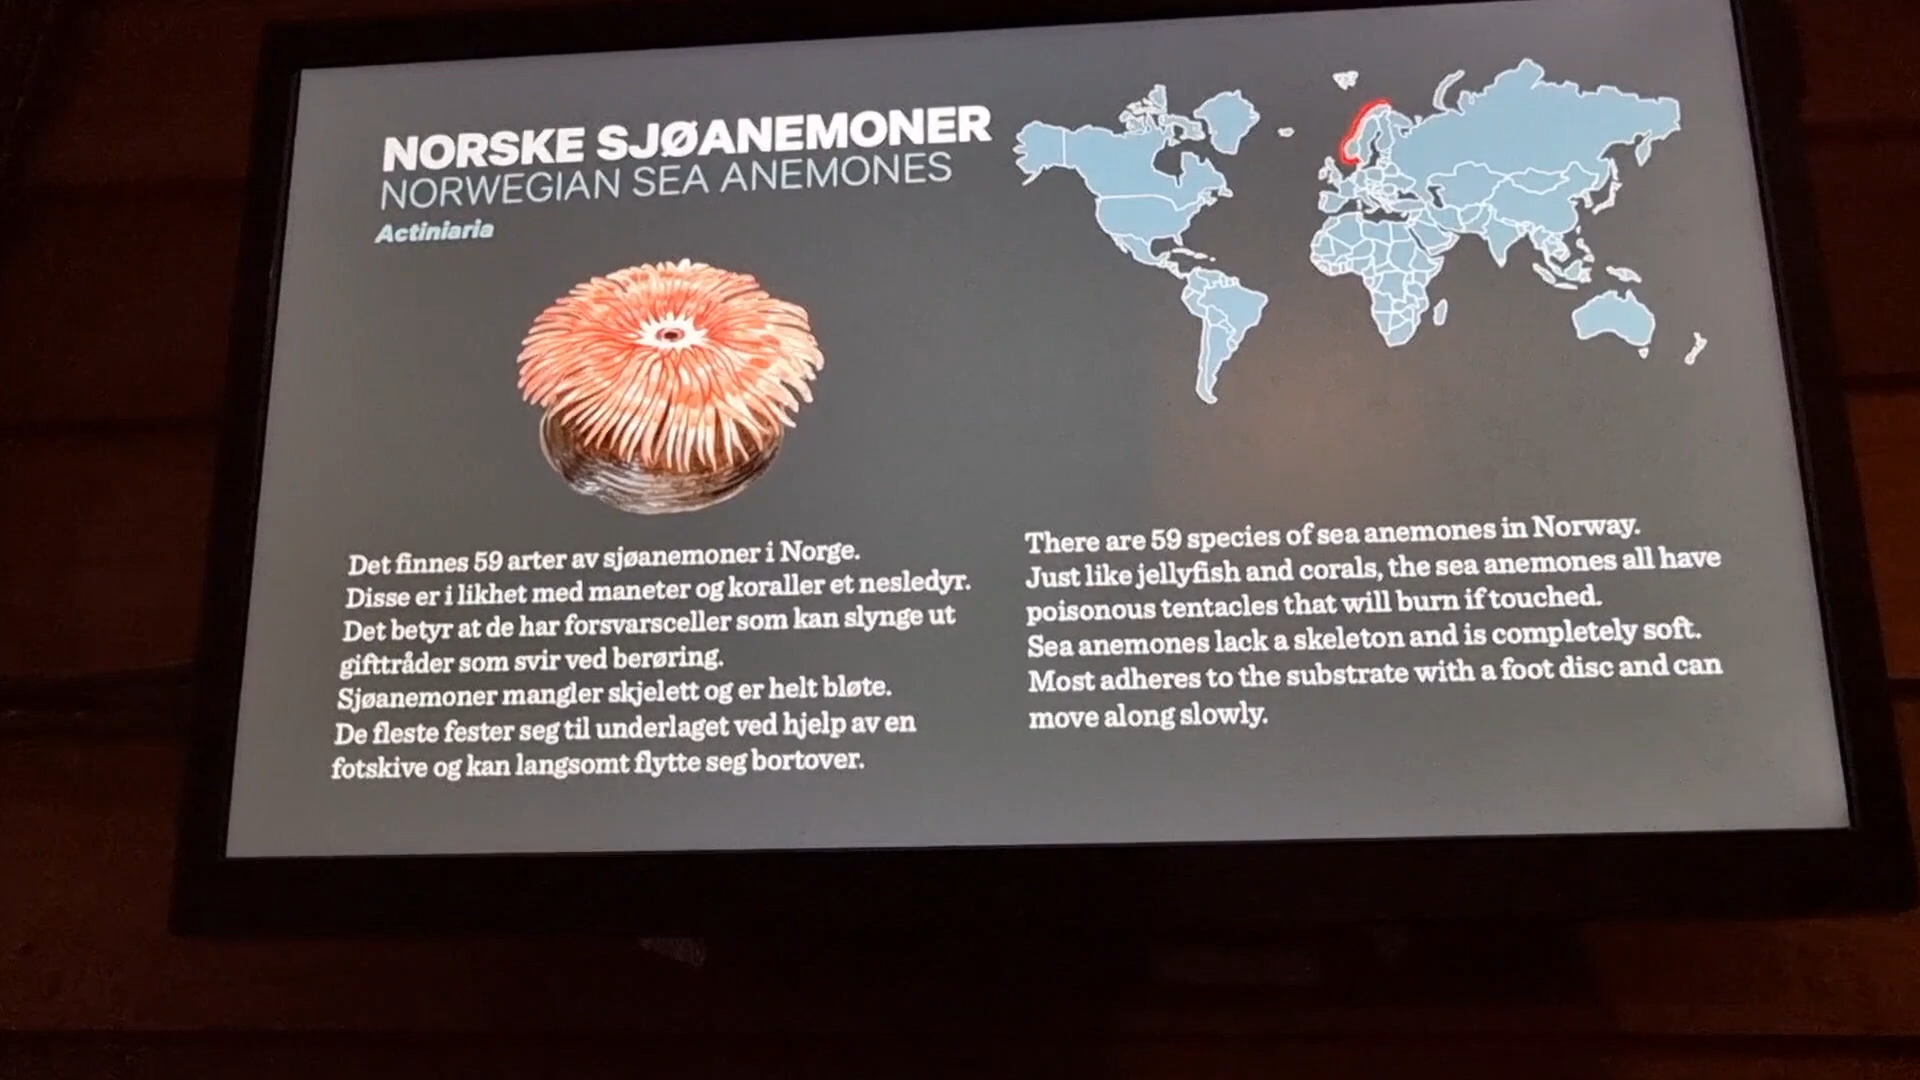 NORSKE SJØANEMONER
NORWEGIAN SEA ANEMONES
Actiniaria
Det finnes 59 arter av sjøanemoner i Norge.
Disse er i likhet med maneter og koraller et nesledyr.
Det betyr at de har forsvarsceller som kan slynge ut
gifttråder som svir ved berøring.
Sjøanemoner mangler skjelett og er helt bløte.
De fleste fester seg til underlaget ved hjelp av en
fotskive og kan langsomt flytte seg bortover.
There are 59 species of sea anemones in Norway.
Just like jellyfish and corals, the sea anemones all have
poisonous tentacles that will burn if touched.
Sea anemones lack a skeleton and is completely soft.
Most adheres to the substrate with a foot disc and can
move along slowly.